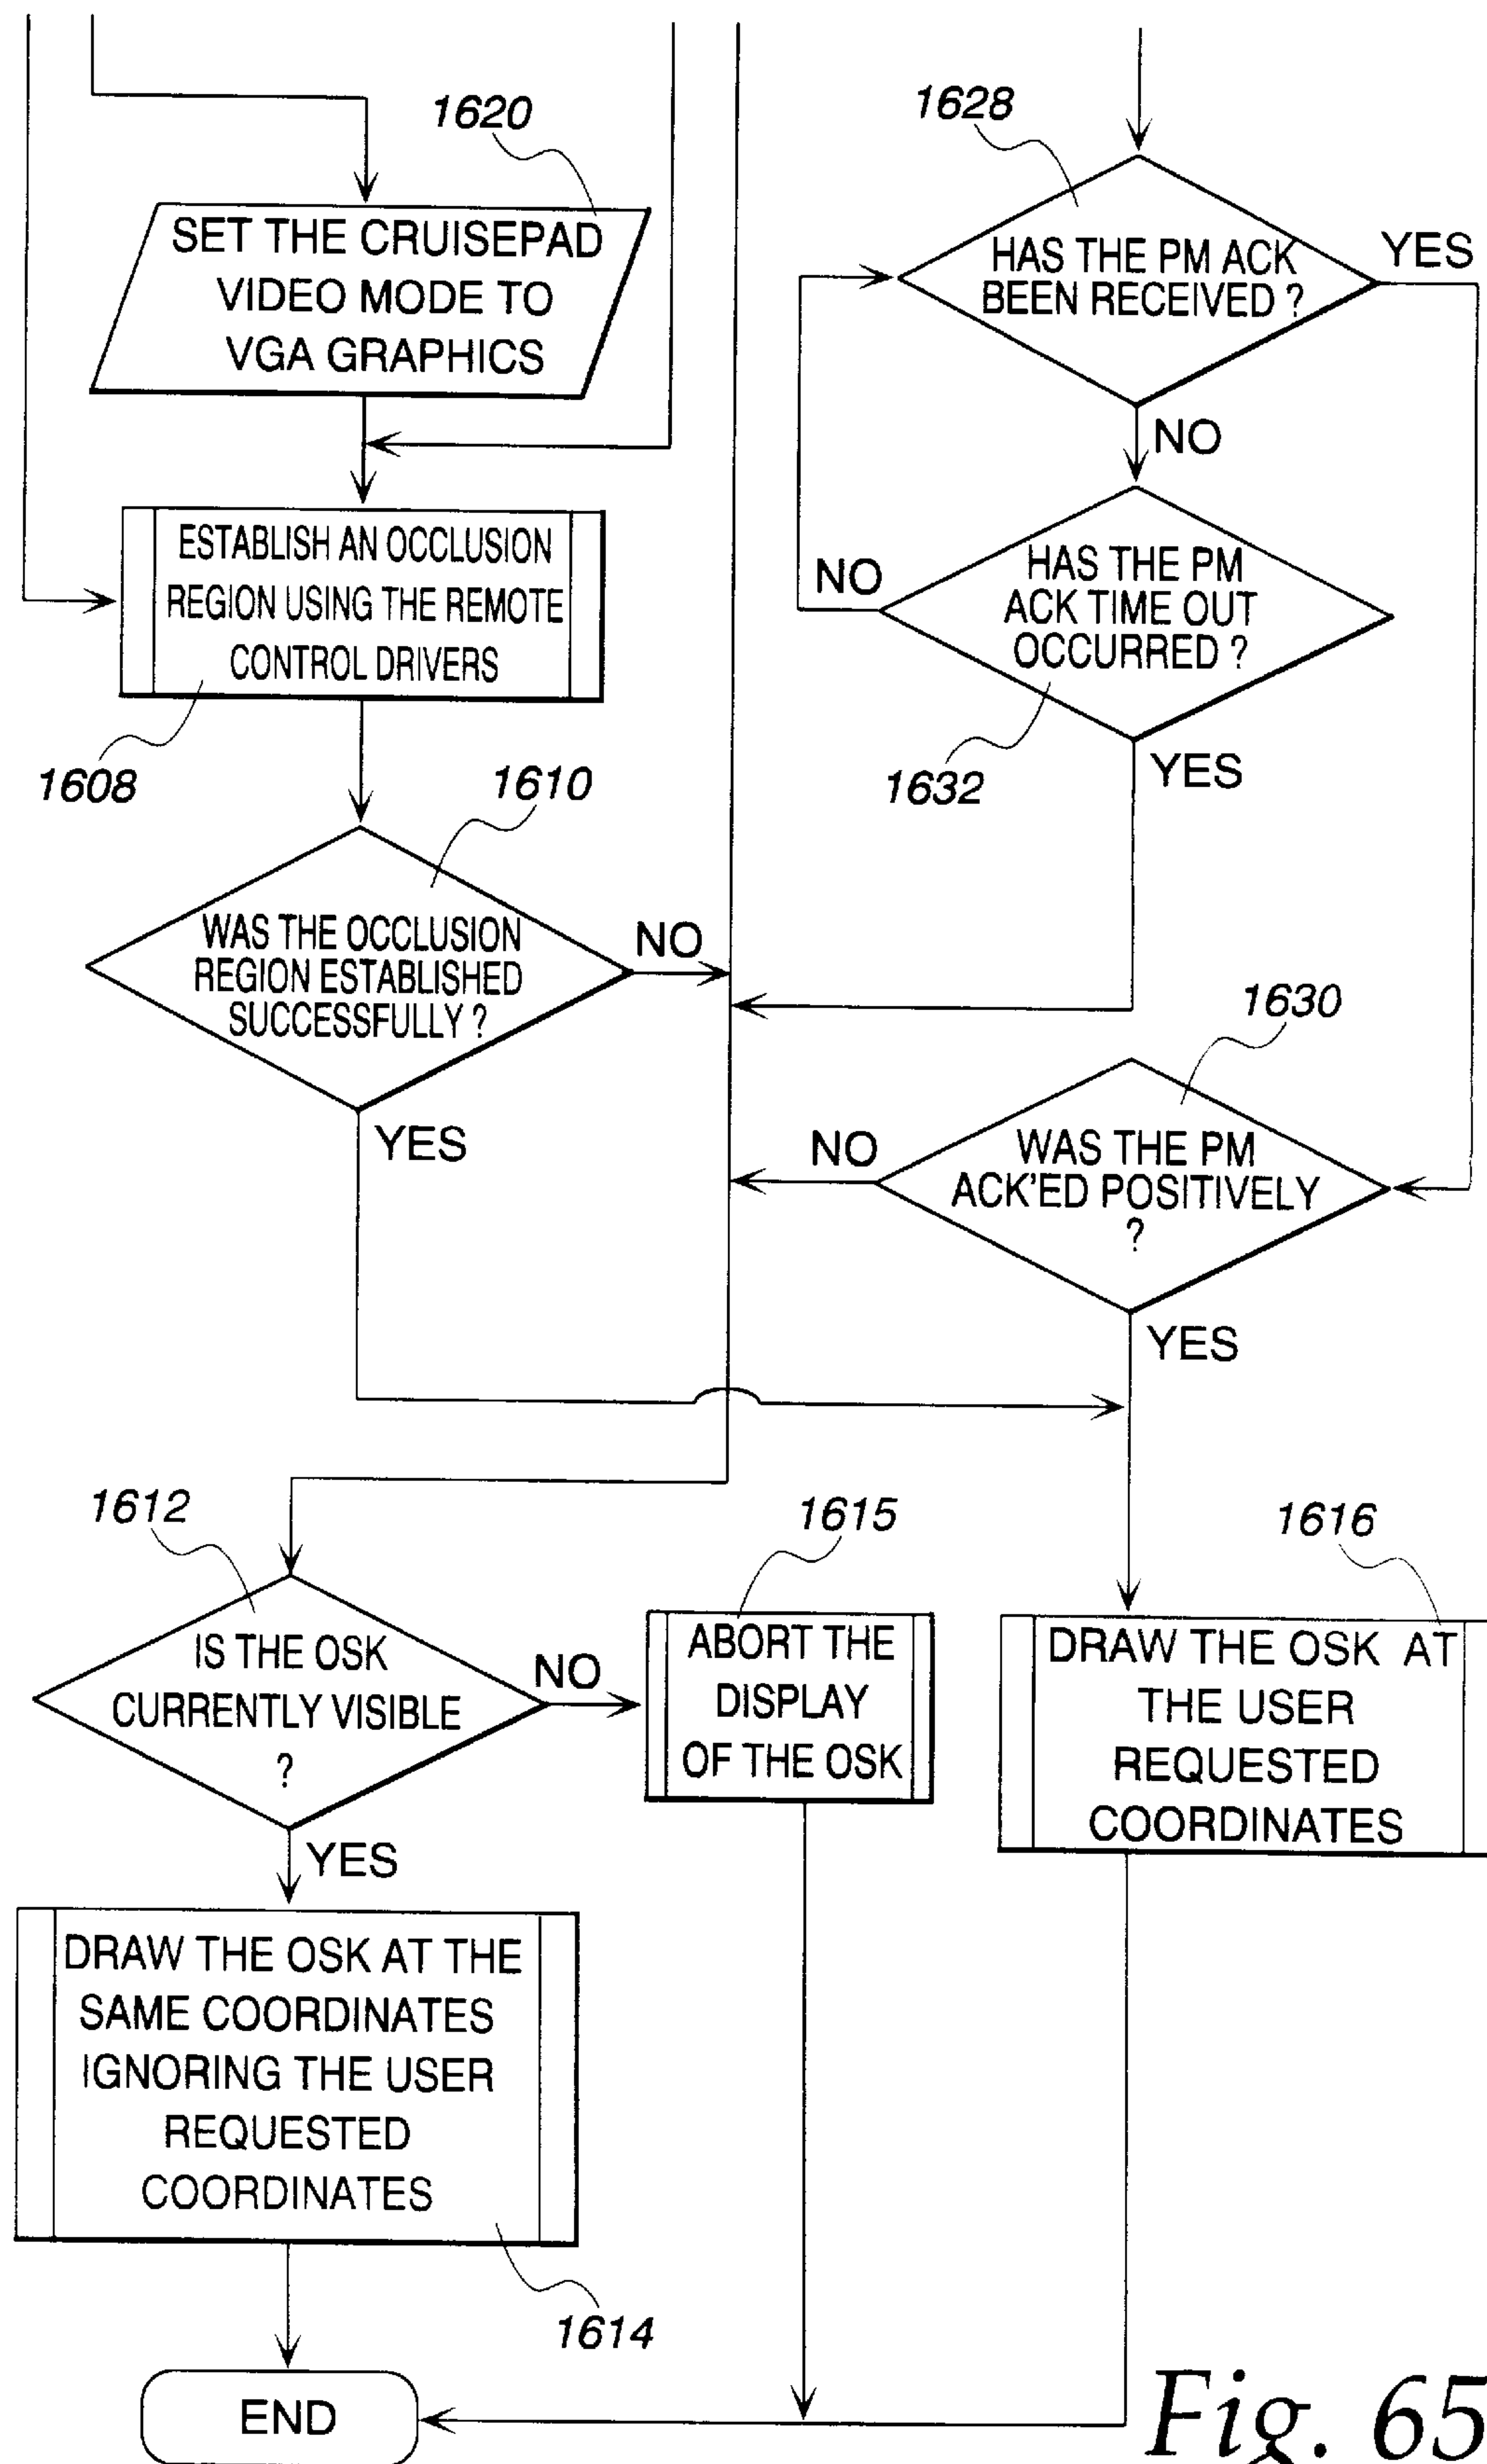 1620
SET THE CRUISEPAD
VIDEO MODE TO
VGA GRAPHICS
1628
HAS THE PM ACK
BEEN RECEIVED ?
YES
NO
ESTABLISH AN OCCLUSION
REGION USING THE REMOTE
CONTROL DRIVERS
1608
HAS THE PM
ACK TIME OUT
OCCURRED ?
NO
1632
YES
1610
WAS THE OCCLUSION
REGION ESTABLISHED
SUCCESSFULLY ?
NO
YES
1630
WAS THE PM
ACK'ED POSITIVELY
?
NO
YES
1612
IS THE OSK
CURRENTLY VISIBLE
?
NO
YES
1615
ABORT THE
DISPLAY
OF THE OSK
1616
DRAW THE OSK AT
THE USER
REQUESTED
COORDINATES
DRAW THE OSK AT THE
SAME COORDINATES
IGNORING THE USER
REQUESTED
COORDINATES
1614
END
Fig. 65